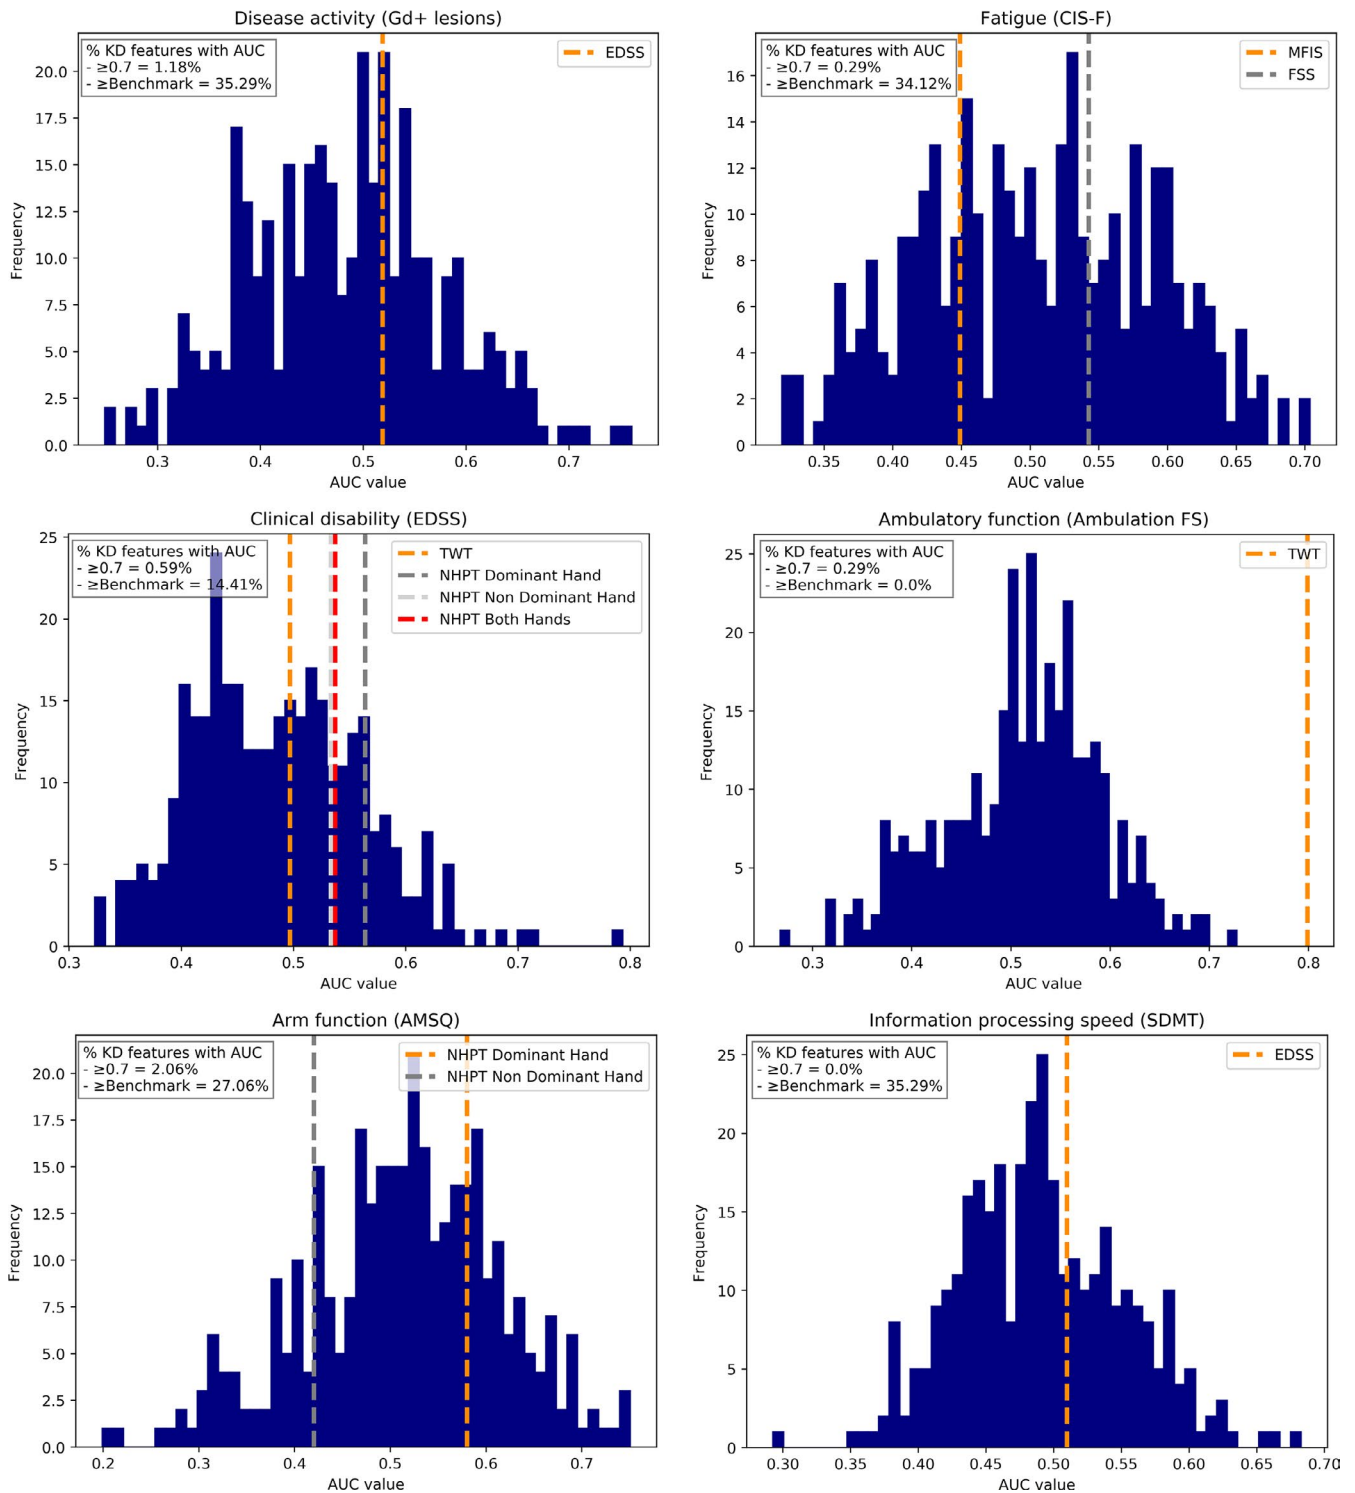 Disease activity (Gd+ lesions)
% KD features with AUC
- ≥0.7 = 1.18%
- ≥Benchmark = 35.29%
EDSS
Frequency
20.0
17.5
15.0
12.5
10.0
7.5
5.0
2.5
0.0
0.3 0.4 0.5 0.6 0.7
AUC value
Fatigue (CIS-F)
% KD features with AUC
- ≥0.7 = 0.29%
- ≥Benchmark = 34.12%
MFIS
FSS
Frequency
16
14
12
10
8
6
4
2
0
0.35 0.40 0.45 0.50 0.55 0.60 0.65 0.70
AUC value
Clinical disability (EDSS)
% KD features with AUC
- ≥0.7 = 0.59%
- ≥Benchmark = 14.41%
TWT
NHPT Dominant Hand
NHPT Non Dominant Hand
NHPT Both Hands
Frequency
25
20
15
10
5
0
0.3 0.4 0.5 0.6 0.7 0.8
AUC value
Ambulatory function (Ambulation FS)
% KD features with AUC
- ≥0.7 = 0.29%
- ≥Benchmark = 0.0%
TWT
Frequency
25
20
15
10
5
0
0.3 0.4 0.5 0.6 0.7 0.8
AUC value
Arm function (AMSQ)
% KD features with AUC
- ≥0.7 = 2.06%
- ≥Benchmark = 27.06%
NHPT Dominant Hand
NHPT Non Dominant Hand
Frequency
20.0
17.5
15.0
12.5
10.0
7.5
5.0
2.5
0.0
0.2 0.3 0.4 0.5 0.6 0.7
AUC value
Information processing speed (SDMT)
% KD features with AUC
- ≥0.7 = 0.0%
- ≥Benchmark = 35.29%
EDSS
Frequency
25
20
15
10
5
0
0.30 0.35 0.40 0.45 0.50 0.55 0.60 0.65 0.70
AUC value